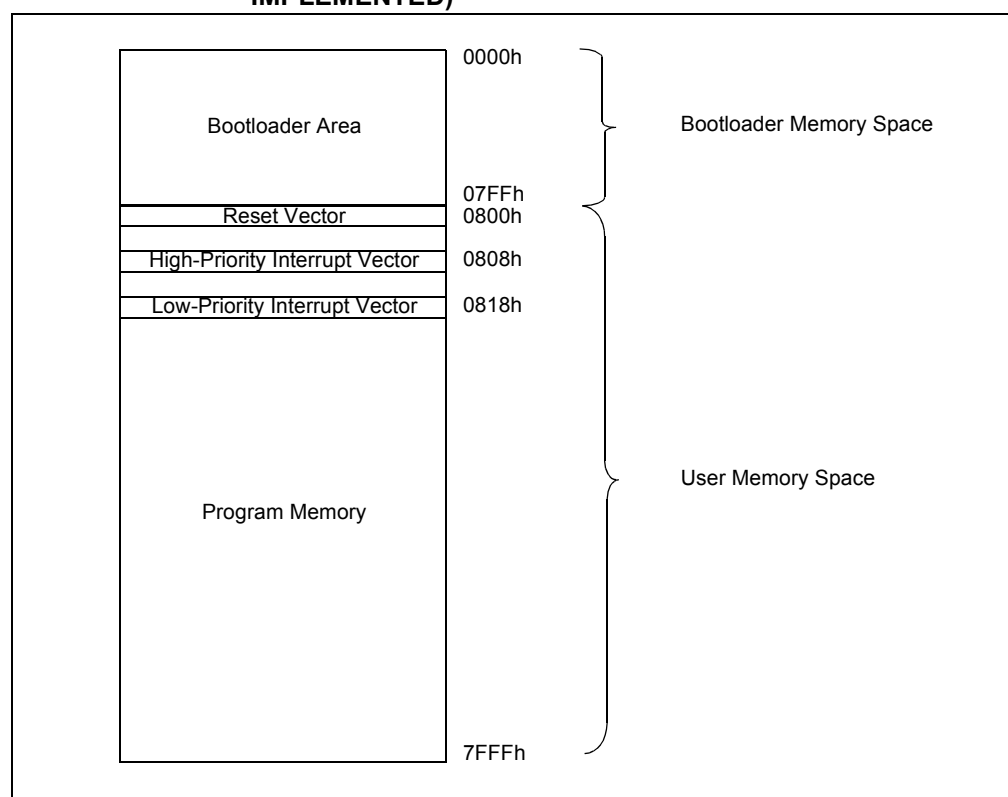 IMPLEMENTED)
0000h
Bootloader Area
Bootloader Memory Space
07FFh
Reset Vector
0800h
High-Priority Interrupt Vector
0808h
Low-Priority Interrupt Vector
0818h
User Memory Space
Program Memory
7FFFh